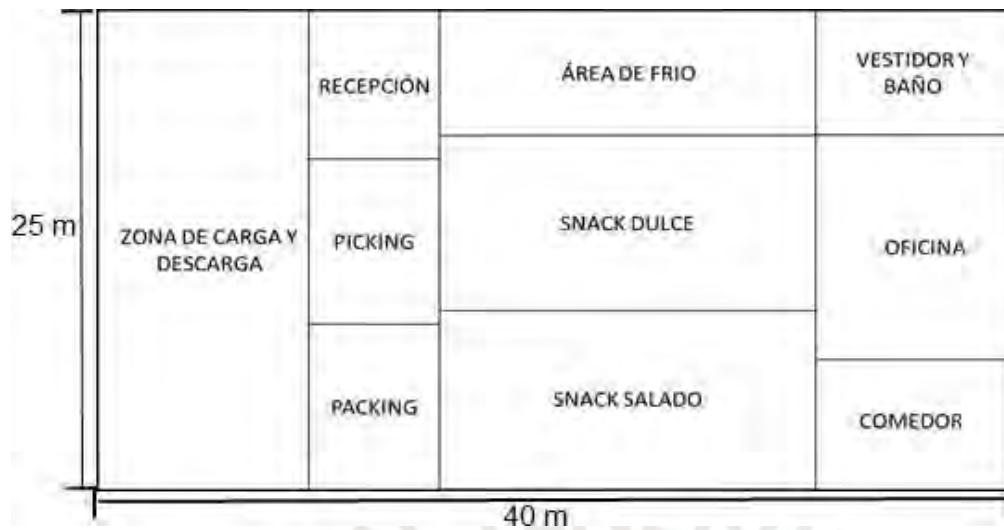 RECEPCIÓN
ÁREA DE FRIO
VESTIDOR Y
BAÑO
25 m
ZONA DE CARGA Y
DESCARGA
PICKING
SNACK DULCE
OFICINA
PACKING
SNACK SALADO
COMEDOR
40 m